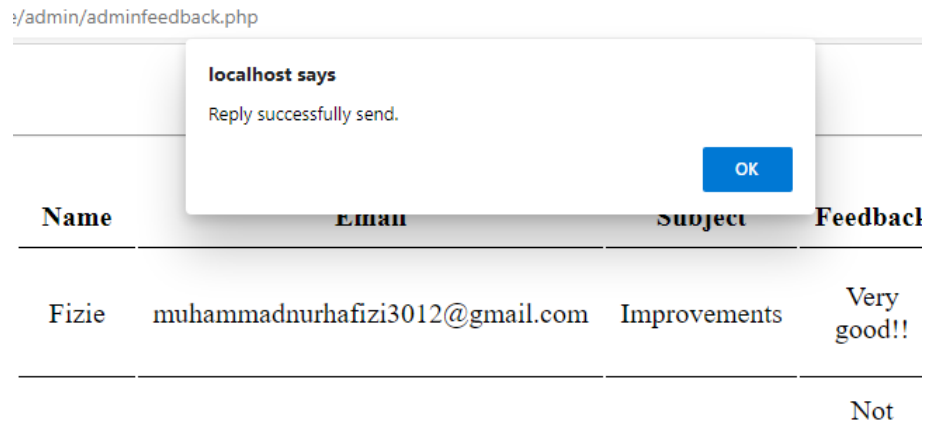 e/admin/adminfeedback.php
localhost says
Reply successfully send.
OK
Name Email Subject Feedback
Fizie muhammadnurhafizi3012@gmail.com Improvements Very good!!
Not